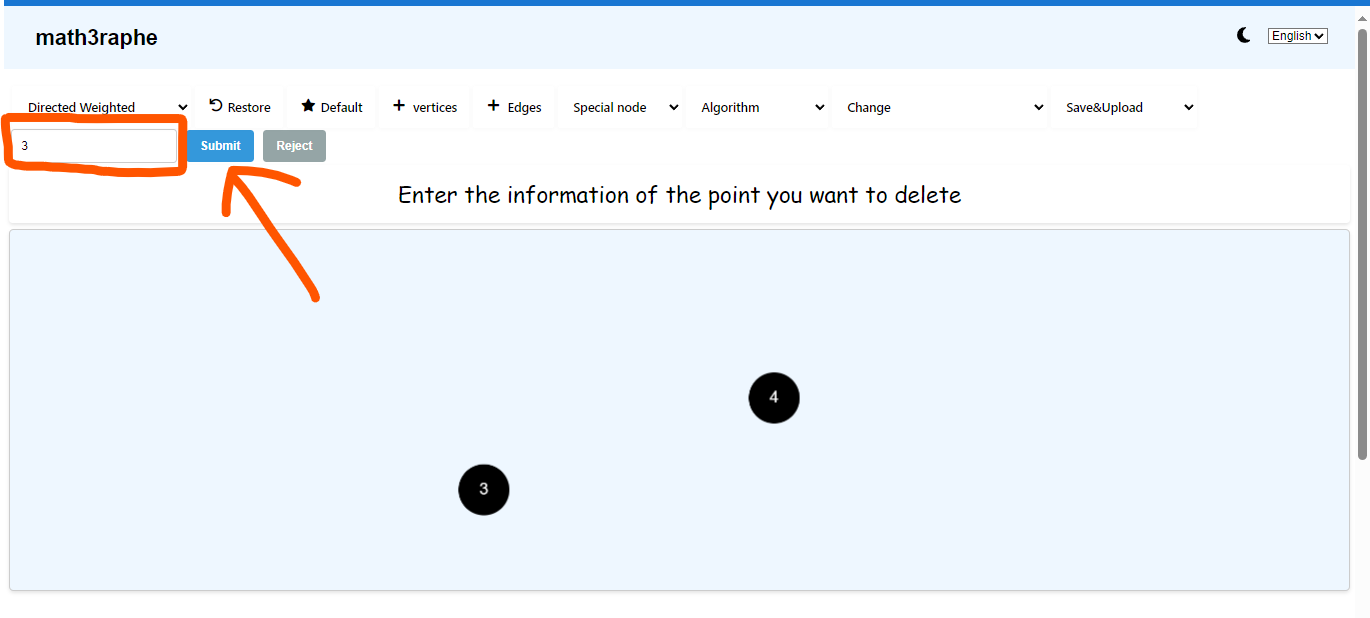 math3raphe
English
Directed Weighted Restore Default + vertices + Edges Special node Algorithm Change Save&Upload
3 Submit Reject
Enter the information of the point you want to delete
4
3